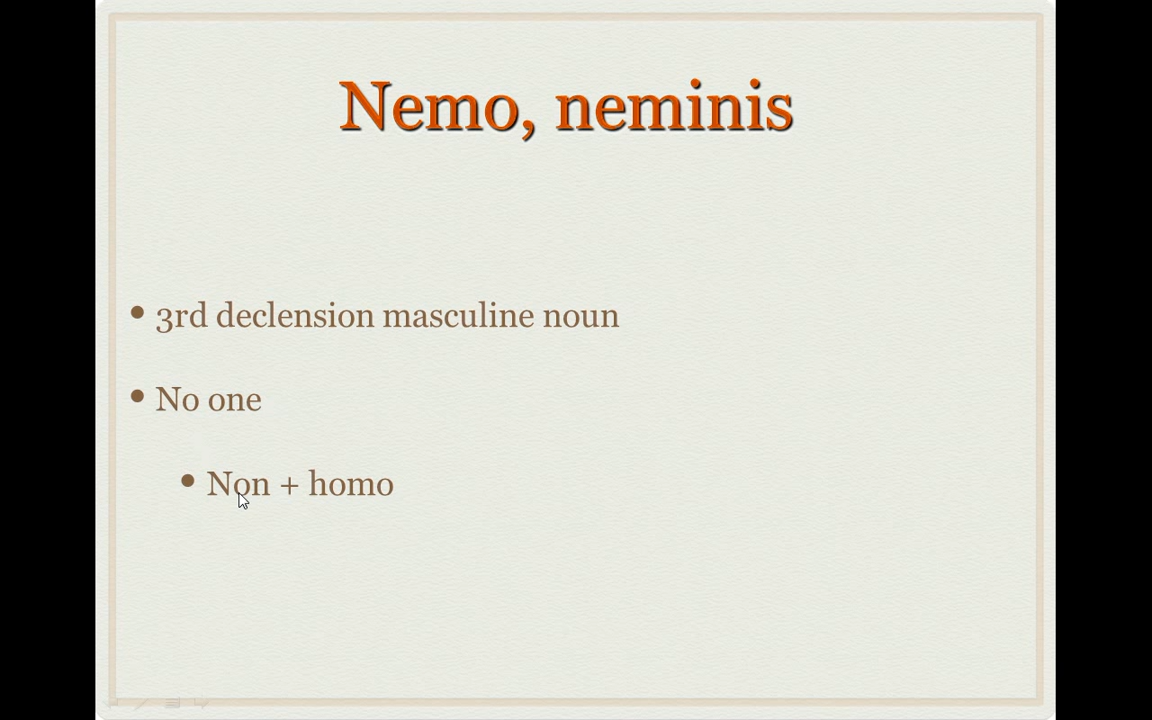 Nemo, neminis
• 3rd declension masculine noun
• No one
• Non + homo